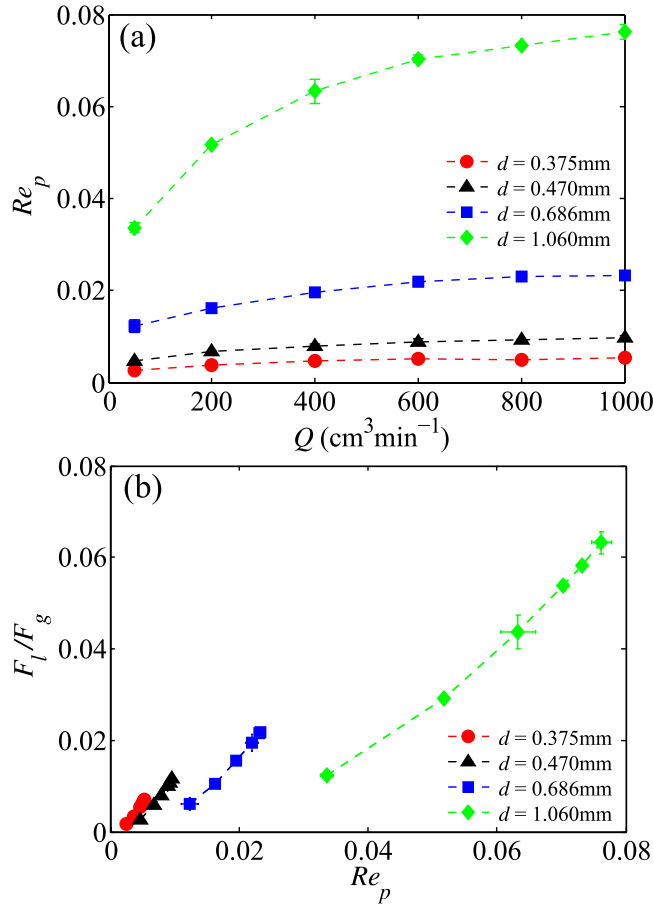 (a)
0.08
0.06
0.04
0.02
0
Re_p
d = 0.375mm
d = 0.470mm
d = 0.686mm
d = 1.060mm
200 400 600 800 1000
Q (cm³min⁻¹)
(b)
0.08
0.06
0.04
0.02
0
F_l/F_g
d = 0.375mm
d = 0.470mm
d = 0.686mm
d = 1.060mm
0 0.02 0.04 0.06 0.08
Re_p